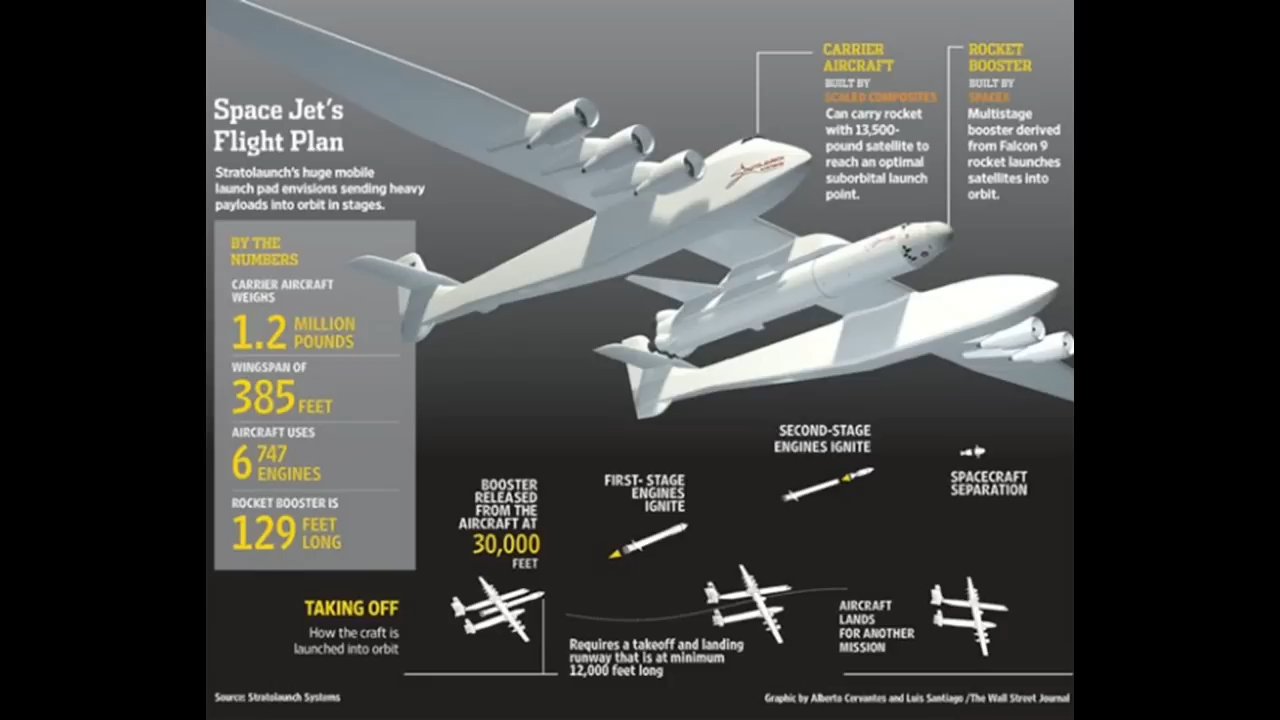 Space Jet's
Flight Plan
Stratolaunch's huge mobile
launch pad envisions sending heavy
payloads into orbit in stages.
BY THE
NUMBERS
CARRIER AIRCRAFT
WEIGHS
1.2 MILLION
POUNDS
WINGSPAN OF
385 FEET
AIRCRAFT USES
6 747
ENGINES
ROCKET BOOSTER IS
129 FEET
LONG
CARRIER
AIRCRAFT
BUILT BY
SCALED COMPOSITES
Can carry rocket
with 13,500-
pound satellite to
reach an optimal
suborbital launch
point.
ROCKET
BOOSTER
BUILT BY
SPACEX
Multistage
booster derived
from Falcon 9
rocket launches
satellites into
orbit.
TAKING OFF
How the craft is
launched into orbit
BOOSTER
RELEASED
FROM THE
AIRCRAFT AT
30,000
FEET
FIRST- STAGE
ENGINES
IGNITE
SECOND-STAGE
ENGINES IGNITE
SPACECRAFT
SEPARATION
Requires a takeoff and landing
runway that is at minimum
12,000 feet long
AIRCRAFT
LANDS
FOR ANOTHER
MISSION
Source: Stratolaunch Systems
Graphic by Alberto Cervantes and Luis Santiago /The Wall Street Journal